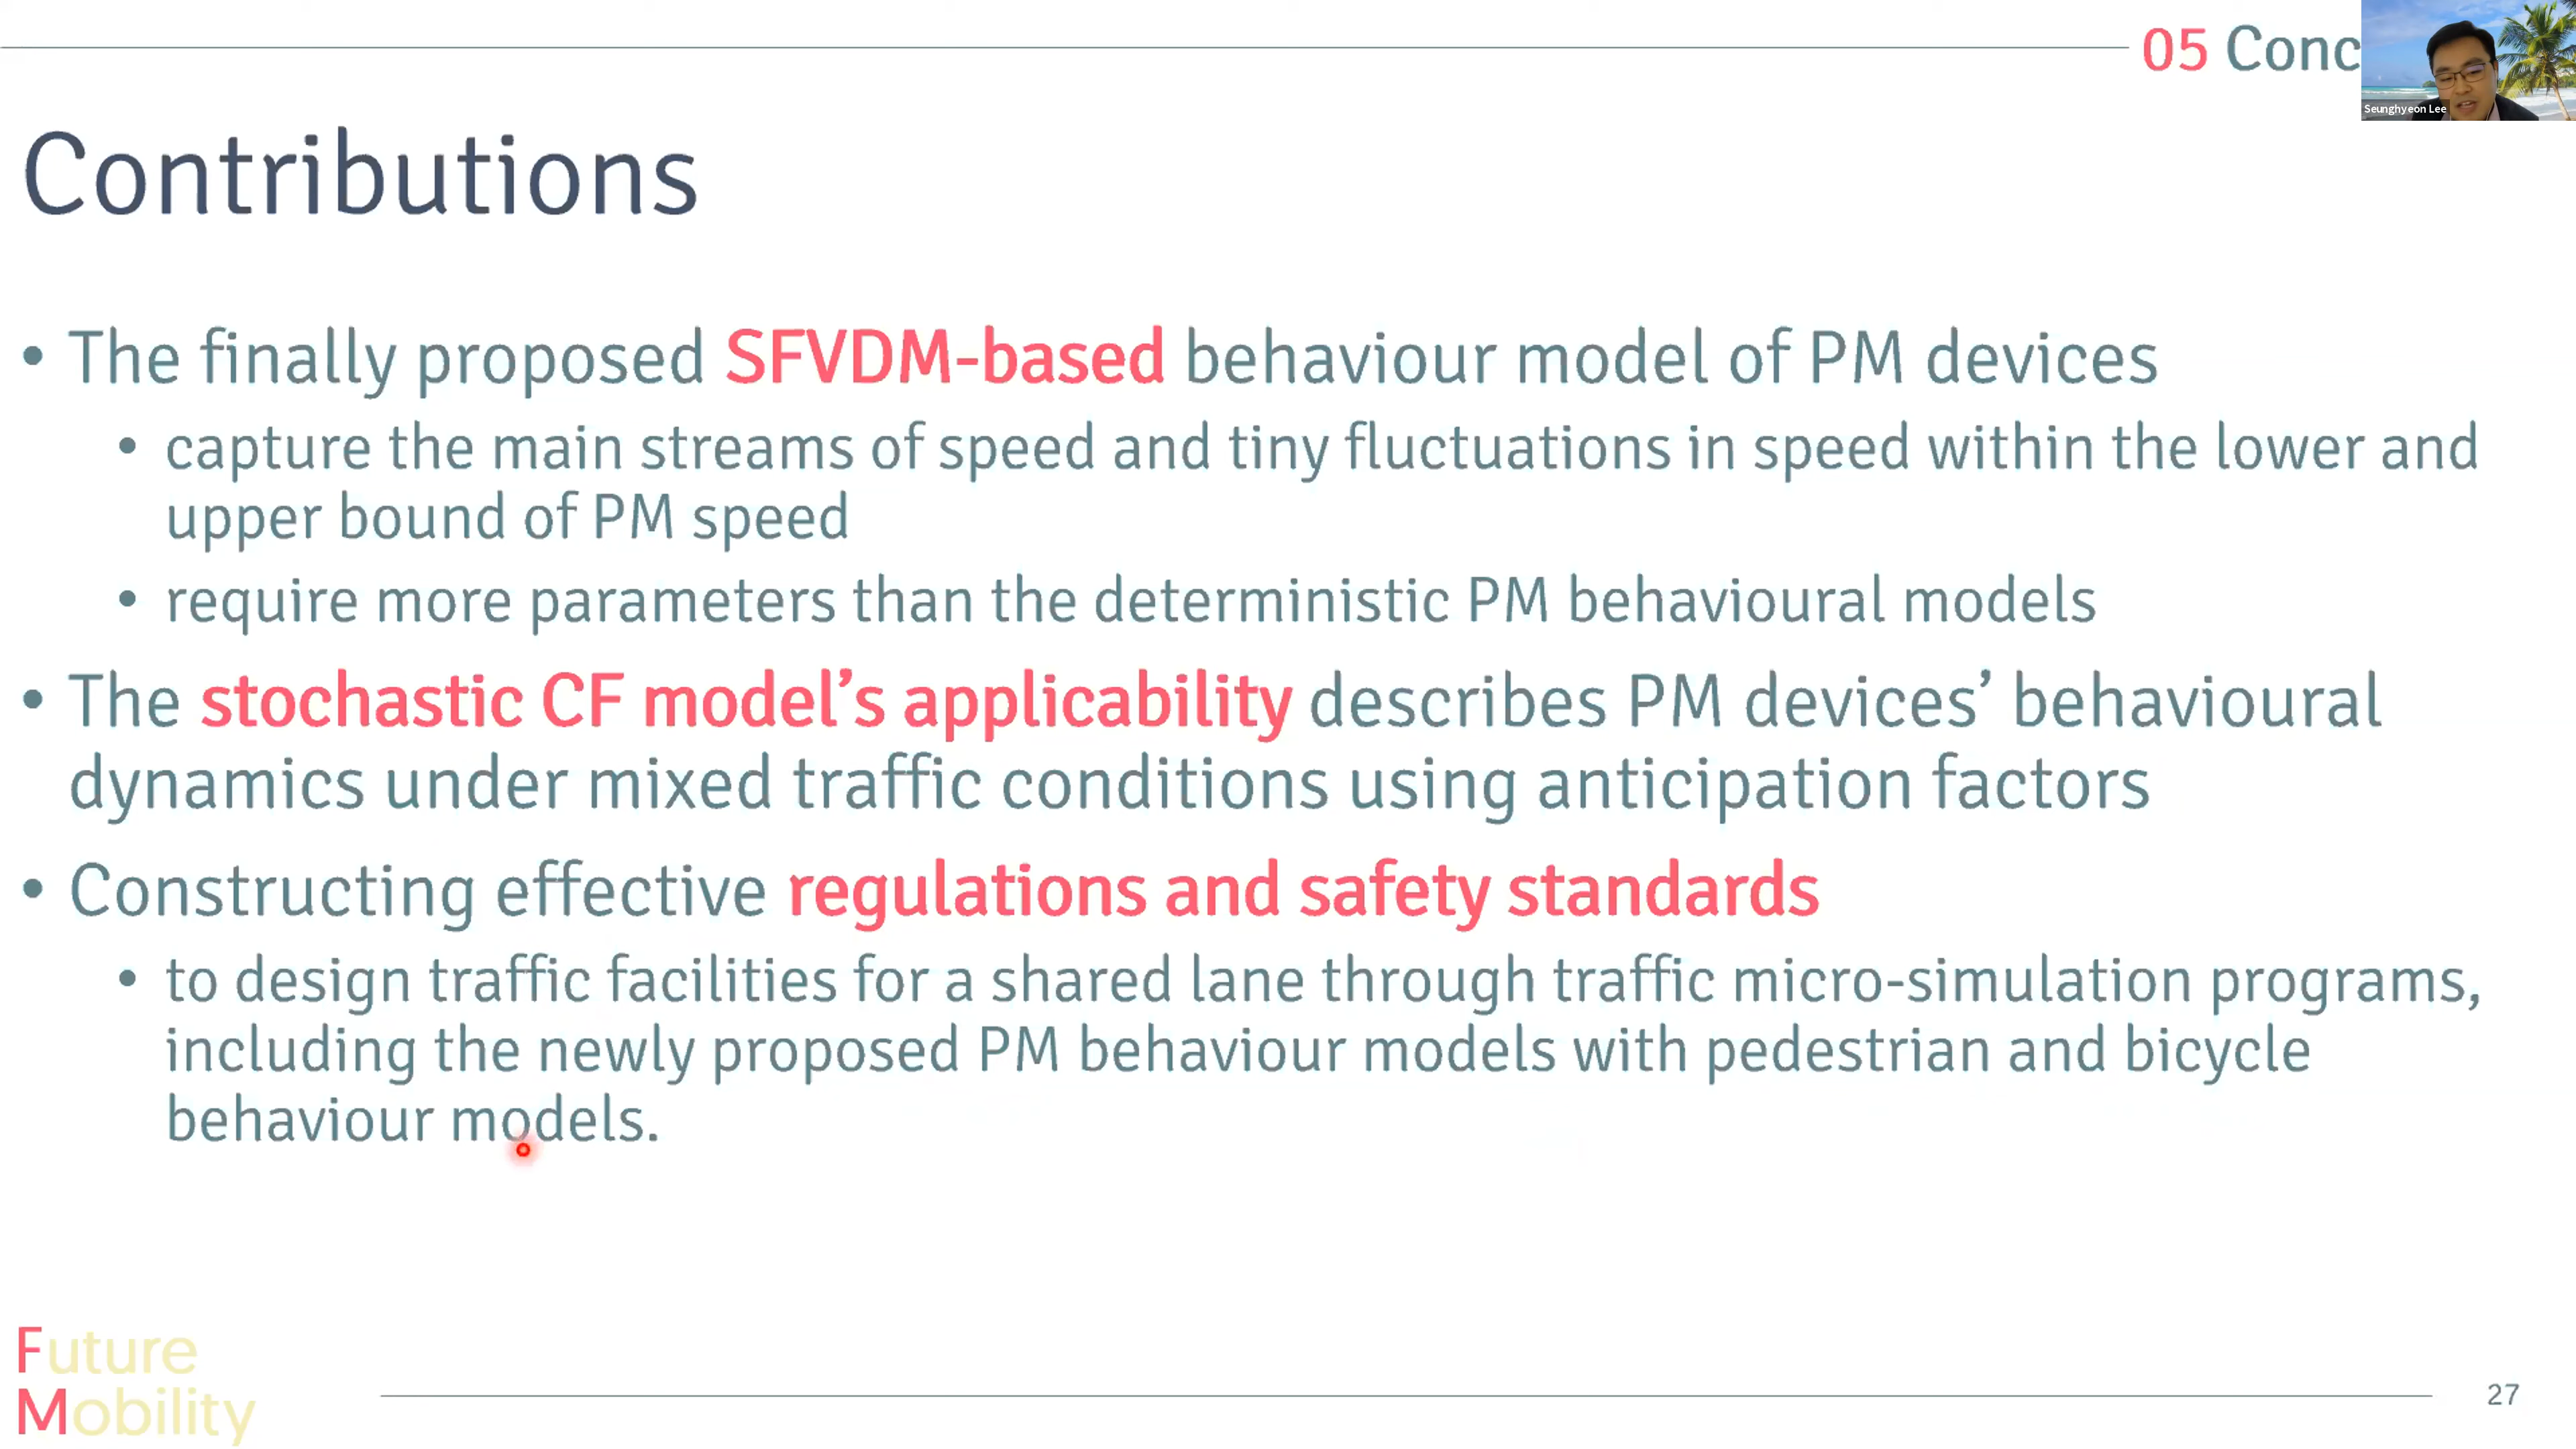 05 Conc
Seunghyeon Lee
Contributions
• The finally proposed SFVDM-based behaviour model of PM devices
• capture the main streams of speed and tiny fluctuations in speed within the lower and
upper bound of PM speed
• require more parameters than the deterministic PM behavioural models
• The stochastic CF model’s applicability describes PM devices’ behavioural
dynamics under mixed traffic conditions using anticipation factors
• Constructing effective regulations and safety standards
• to design traffic facilities for a shared lane through traffic micro-simulation programs,
including the newly proposed PM behaviour models with pedestrian and bicycle
behaviour models.
Future
Mobility
27